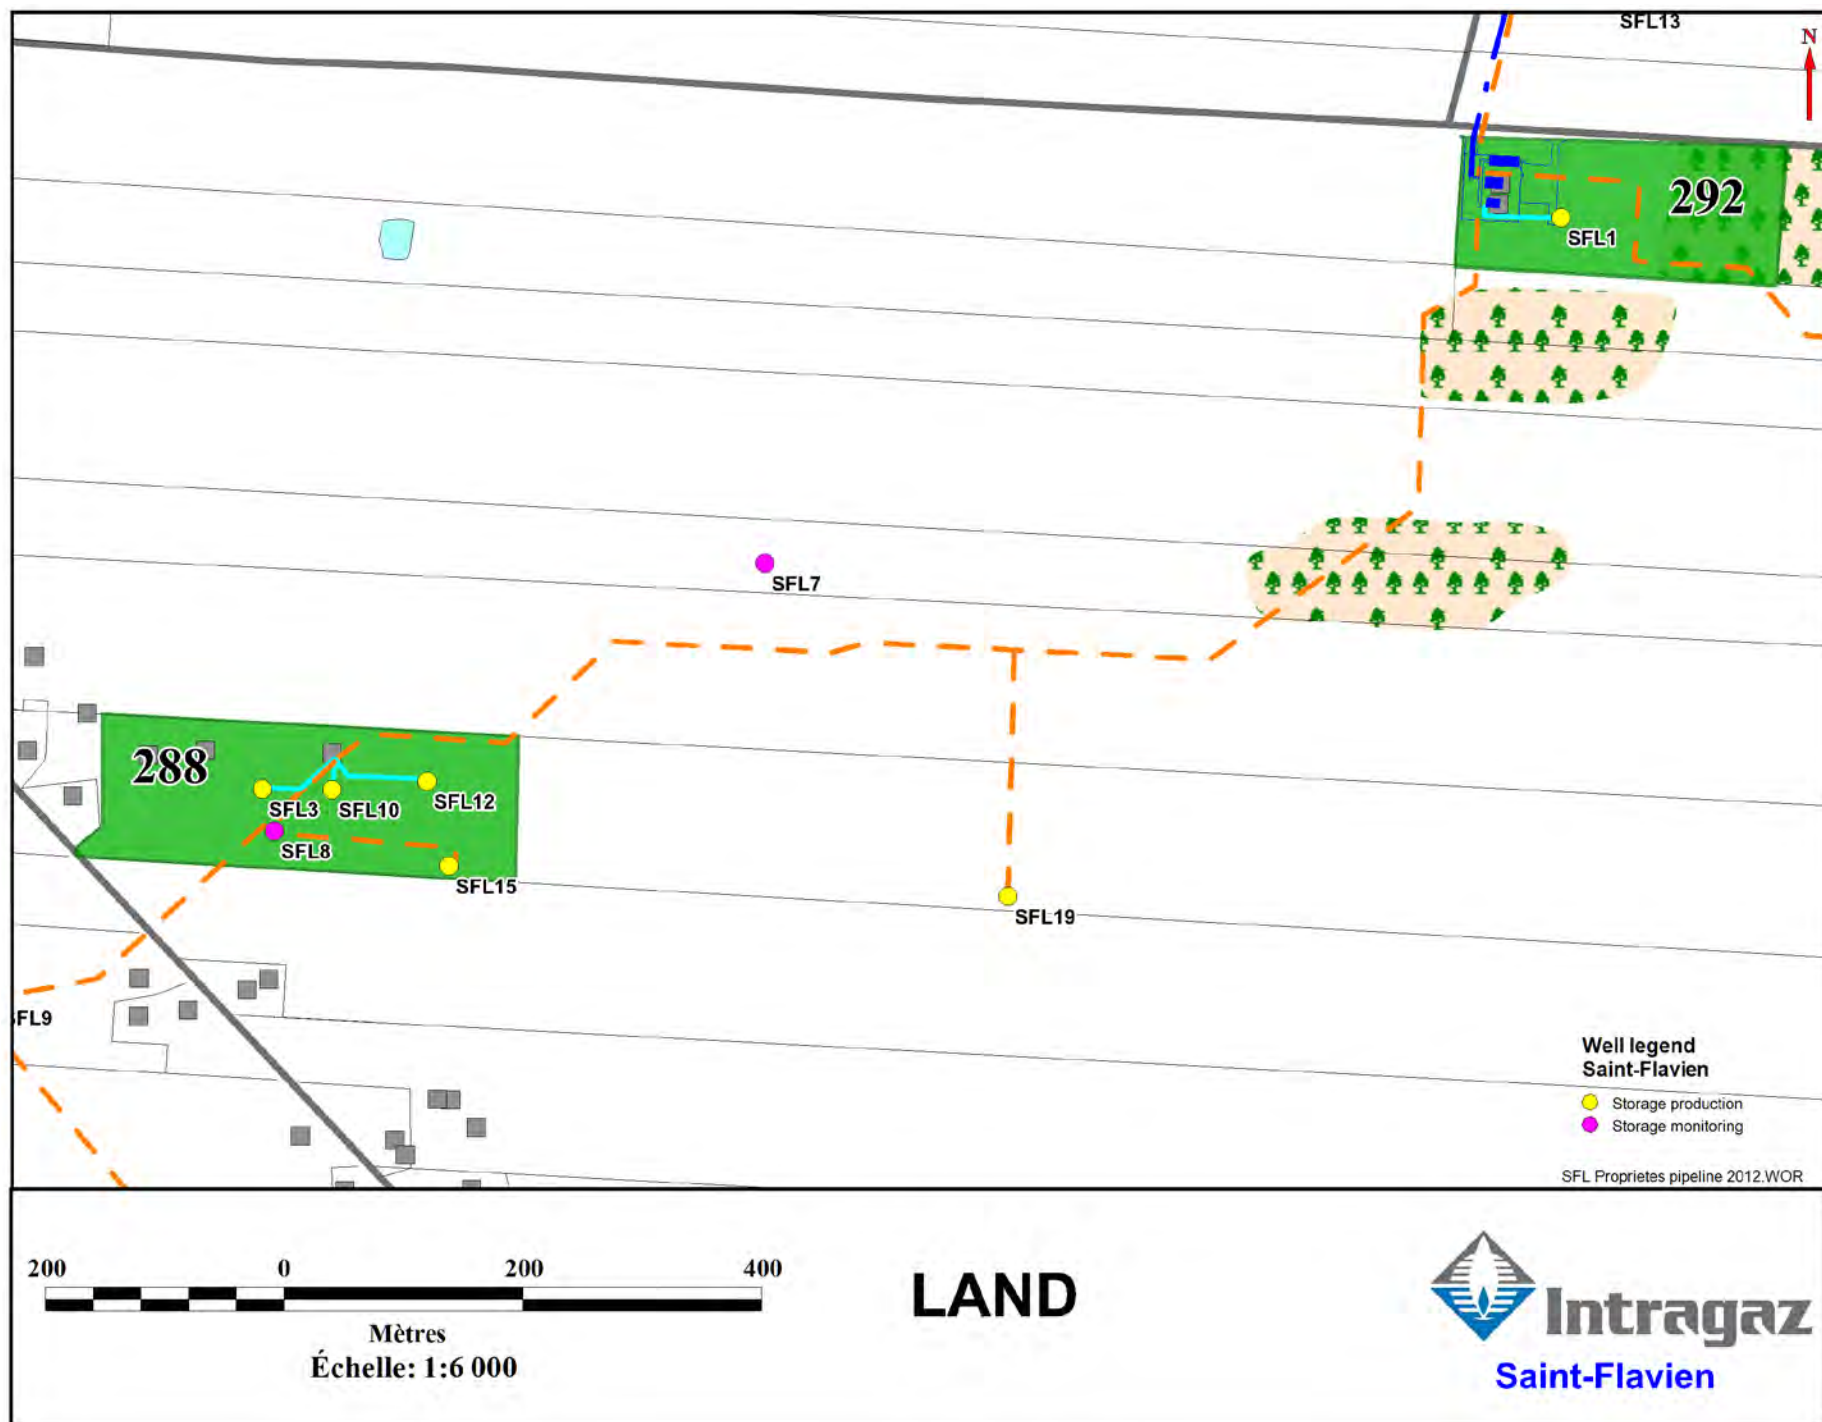 SFL13
N
292
SFL1
SFL7
288
SFL3
SFL10
SFL12
SFL8
SFL15
SFL19
SFL9
Well legend
Saint-Flavien
Storage production
Storage monitoring
SFL Proprietes pipeline 2012.WOR
200 0 200 400
Mètres
Échelle: 1:6 000
LAND
Intragaz
Saint-Flavien